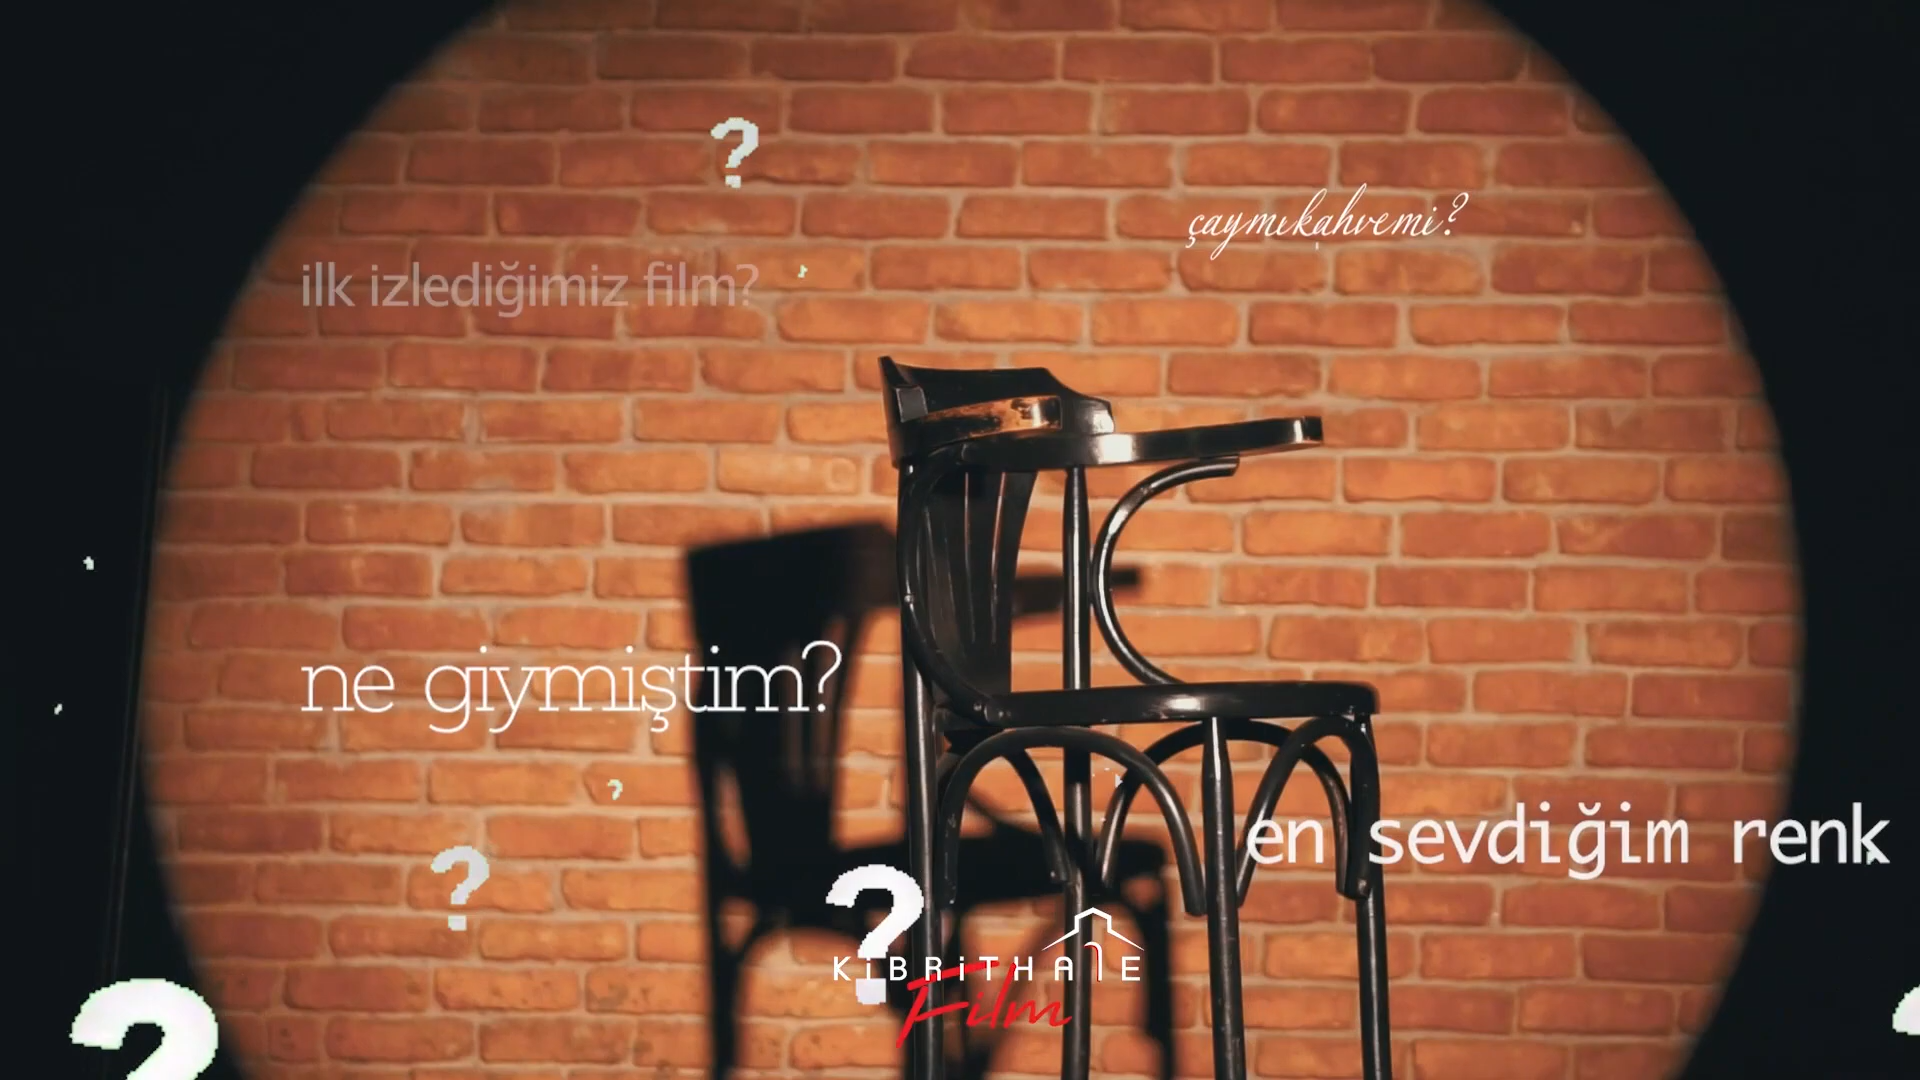 ?
çaymıkahvemi?
ilk izlediğimiz film?
ne giymiştim?
?
en sevdiğim renk
?
?
KiBRiTHANE
Film
?